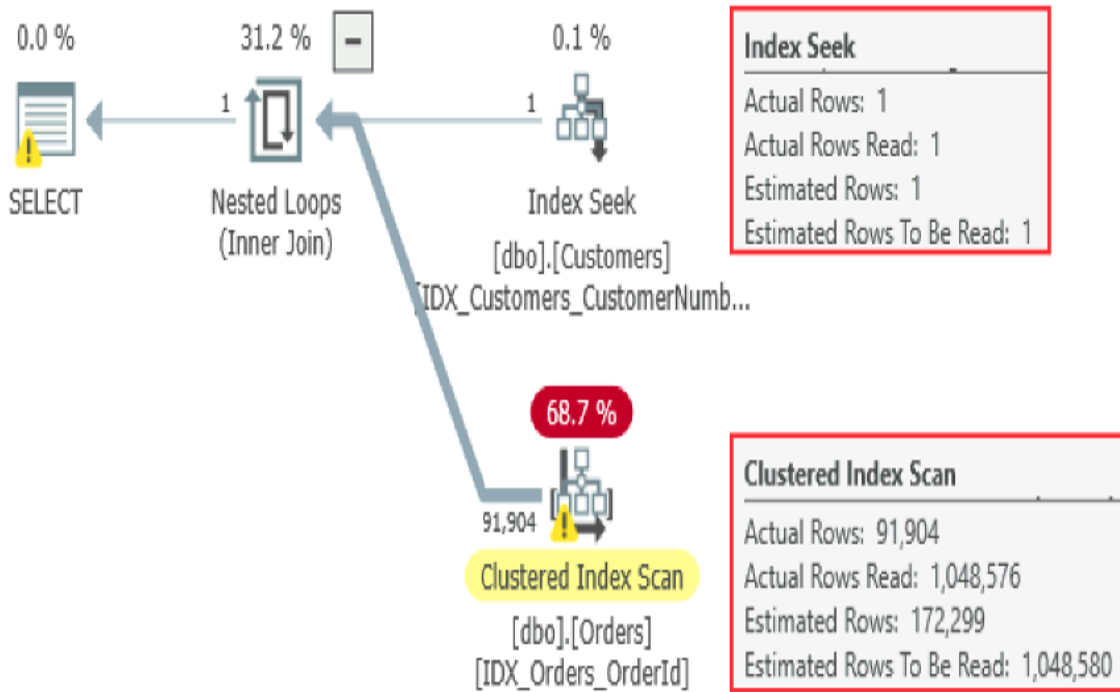 0.0 %
31.2 %
0.1 %
1
1
SELECT
Nested Loops
(Inner Join)
Index Seek
[dbo].[Customers]
[IDX_Customers_CustomerNumb...
Index Seek
Actual Rows: 1
Actual Rows Read: 1
Estimated Rows: 1
Estimated Rows To Be Read: 1
68.7 %
91,904
Clustered Index Scan
[dbo].[Orders]
[IDX_Orders_OrderId]
Clustered Index Scan
Actual Rows: 91,904
Actual Rows Read: 1,048,576
Estimated Rows: 172,299
Estimated Rows To Be Read: 1,048,580